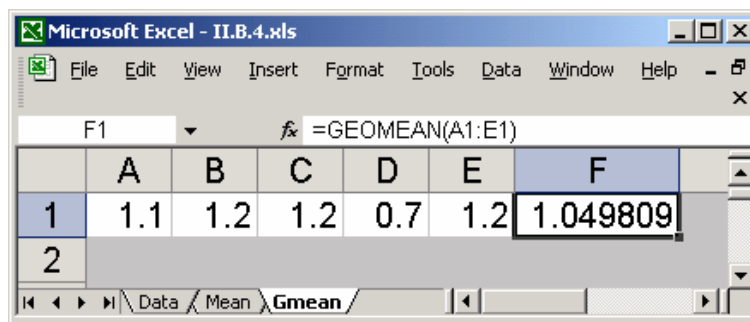 Microsoft Excel - II.B.4.xls
File Edit View Insert Format Tools Data Window Help
F1 fx =GEOMEAN(A1:E1)
A B C D E F
1 1.1 1.2 1.2 0.7 1.2 1.049809
2
Data Mean Gmean